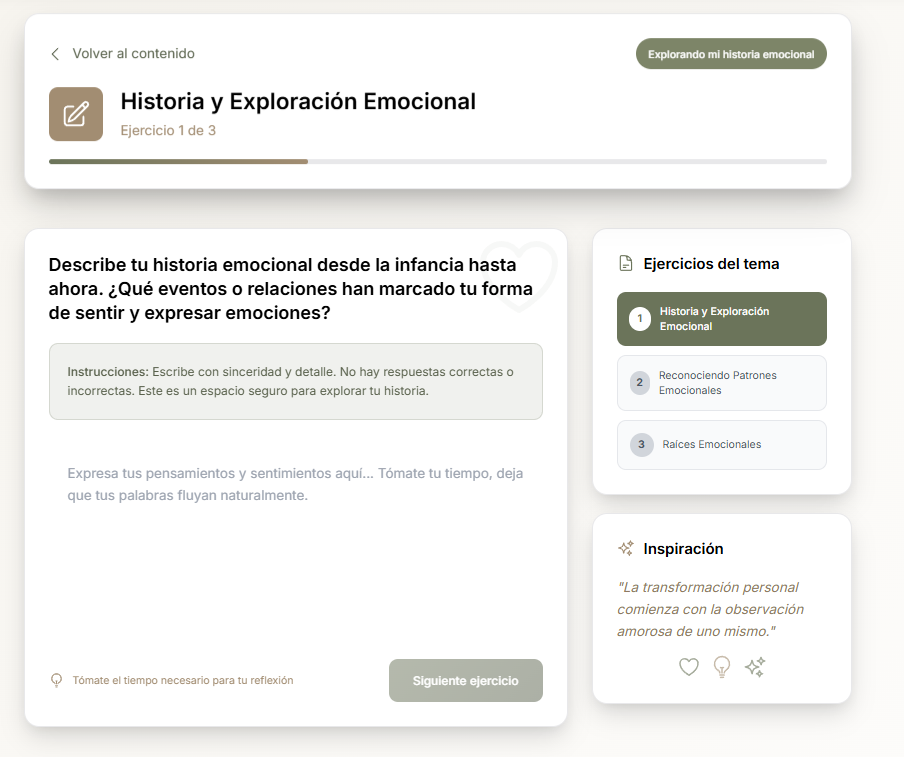 Volver al contenido
Explorando mi historia emocional
Historia y Exploración Emocional
Ejercicio 1 de 3
Describe tu historia emocional desde la infancia hasta
ahora. ¿Qué eventos o relaciones han marcado tu forma
de sentir y expresar emociones?
Instrucciones: Escribe con sinceridad y detalle. No hay respuestas correctas o
incorrectas. Este es un espacio seguro para explorar tu historia.
Expresa tus pensamientos y sentimientos aquí... Tómate tu tiempo, deja
que tus palabras fluyan naturalmente.
Tómate el tiempo necesario para tu reflexión
Siguiente ejercicio
Ejercicios del tema
1
Historia y Exploración
Emocional
2
Reconociendo Patrones
Emocionales
3
Raíces Emocionales
Inspiración
"La transformación personal
comienza con la observación
amorosa de uno mismo."